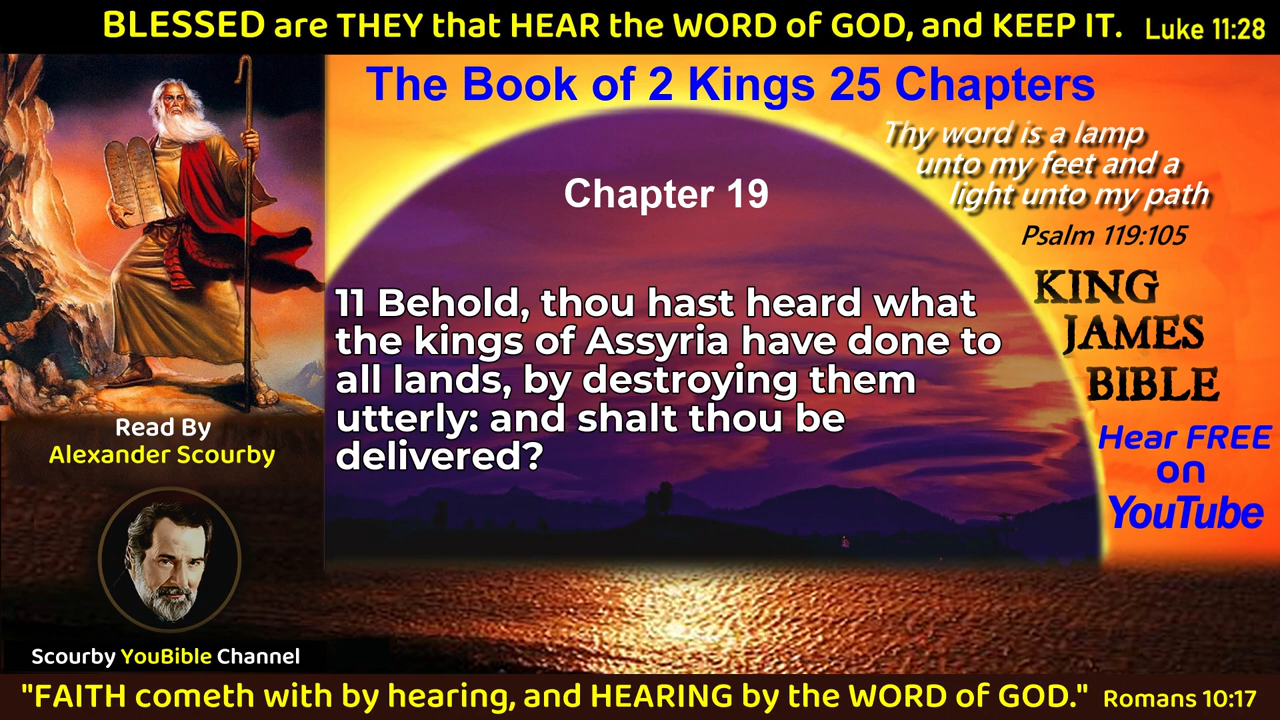 BLESSED are THEY that HEAR the WORD of GOD, and KEEP IT. Luke 11:28
The Book of 2 Kings 25 Chapters
Thy word is a lamp
unto my feet and a
light unto my path
Psalm 119:105
Chapter 19
KING
JAMES
BIBLE
11 Behold, thou hast heard what
the kings of Assyria have done to
all lands, by destroying them
utterly: and shalt thou be
delivered?
Hear FREE
on
YouTube
Read By
Alexander Scourby
Scourby YouBible Channel
"FAITH cometh with by hearing, and HEARING by the WORD of GOD." Romans 10:17